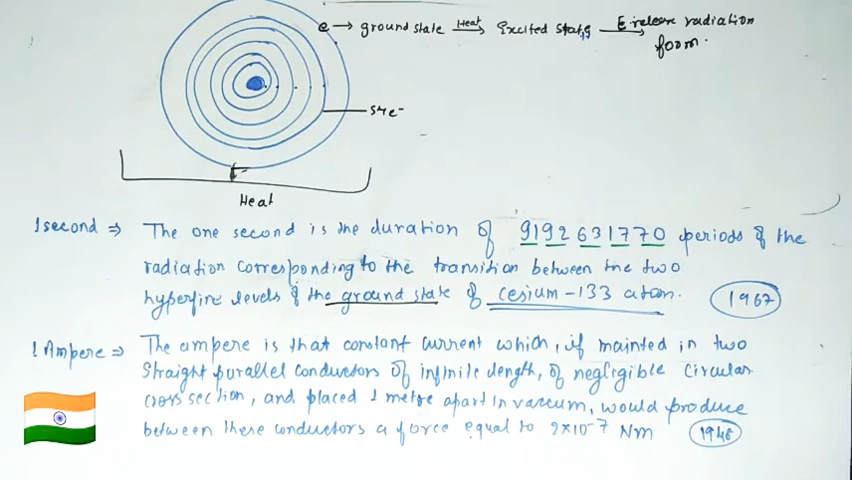 e → ground state Heat→ Excited state → E release radiation
foom.
54e⁻
Heat
1 second ⇒ The one second is the duration of 9192631770 periods of the
radiation corresponding to the transition between the two
hyperfine levels of the ground state of cesium-133 atom. 1967
1 Ampere ⇒ The ampere is that constant current which, if mainted in two
straight parallel conductors of infinite length, of negligible circular
cross section, and placed 1 metre apart in vacuum, would produce
between these conductors a force equal to 2×10⁻⁷ Nm 1948